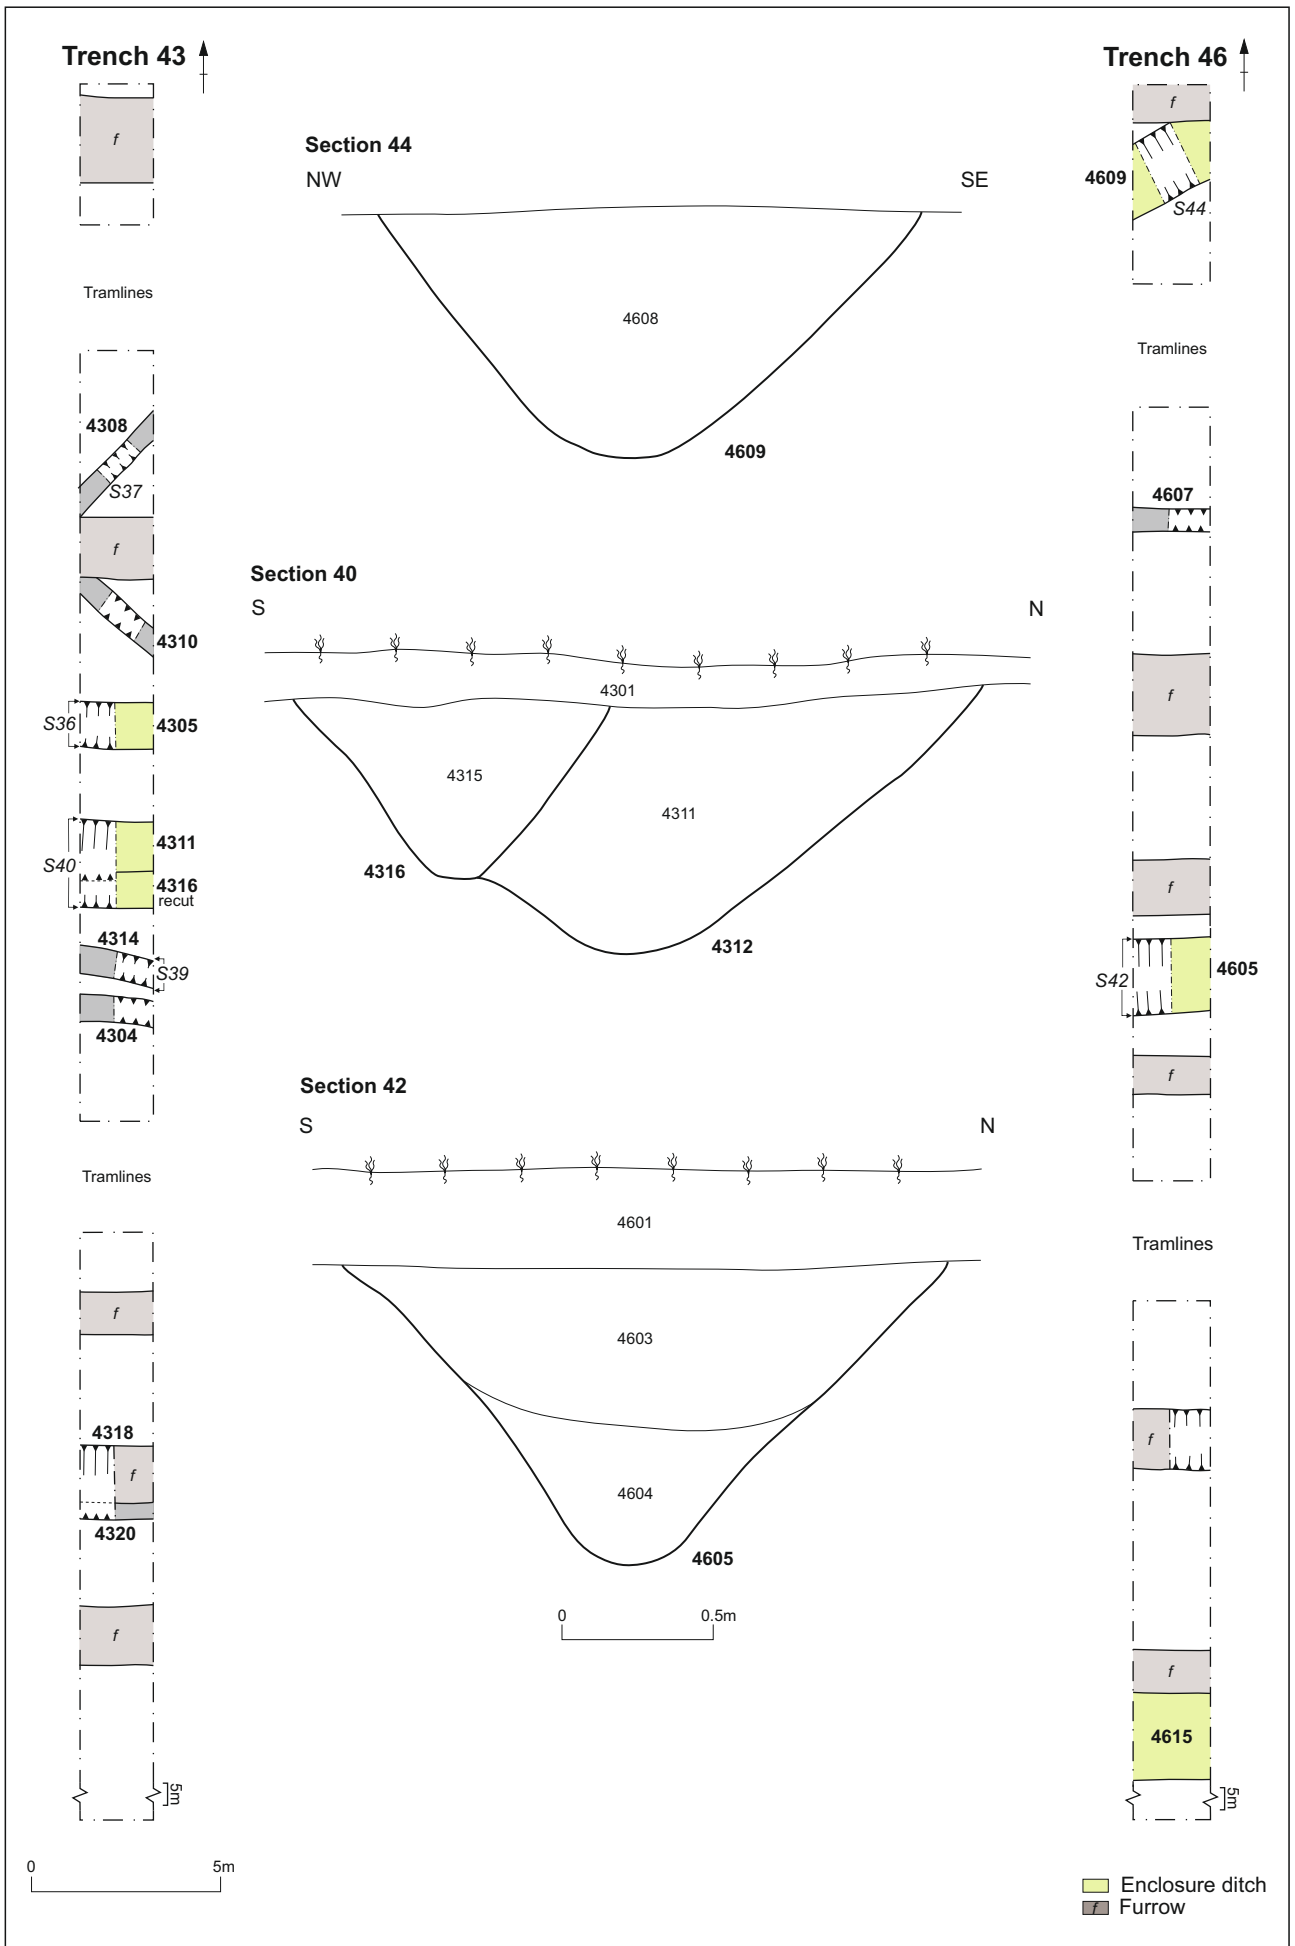 Trench 43
f
Tramlines
4308
S37
f
4310
S36
4305
4311
S40
4316
recut
4314
S39
4304
Tramlines
f
4318
f
4320
f
5m
0 5m
Section 44
NW SE
4608
4609
Section 40
S N
4301
4315
4311
4316
4312
Section 42
S N
4601
4603
4604
4605
0 0.5m
Trench 46
f
4609
S44
Tramlines
4607
f
f
S42
4605
f
Tramlines
f
f
4615
5m
Enclosure ditch
f Furrow